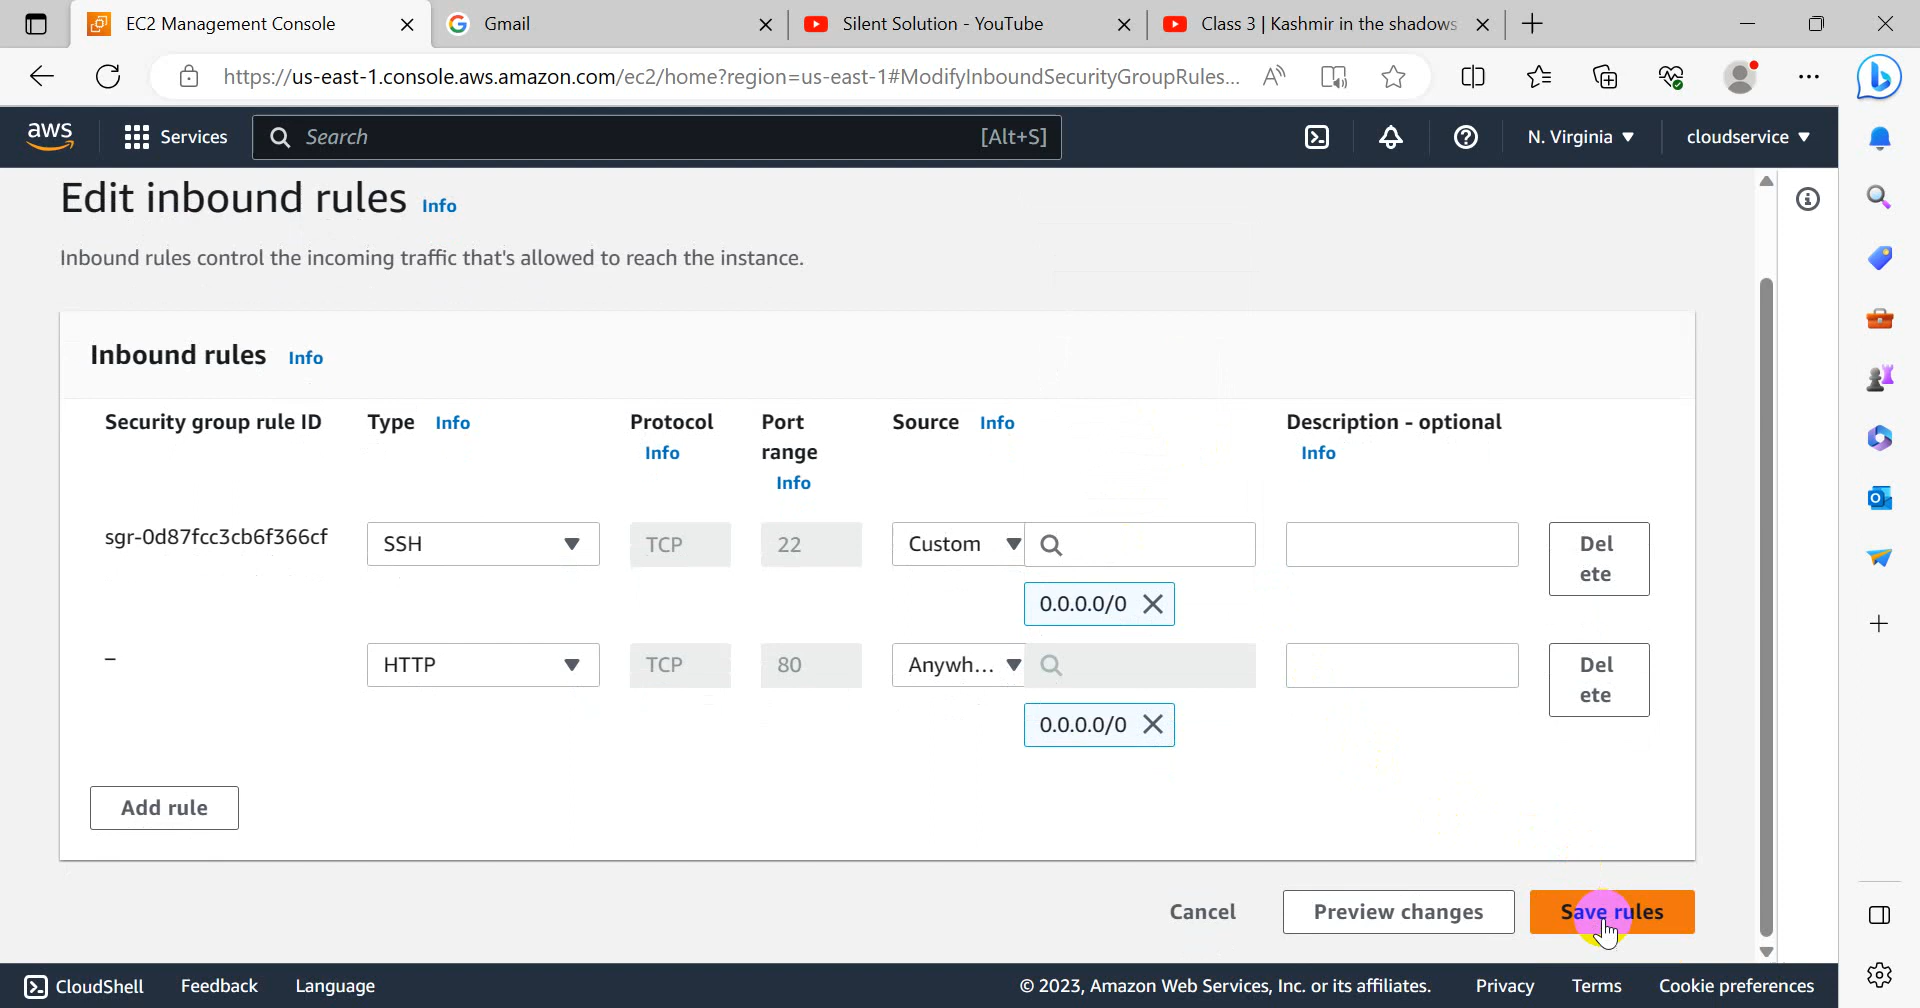 EC2 Management Console
Gmail
Silent Solution - YouTube
Class 3 | Kashmir in the shadows
https://us-east-1.console.aws.amazon.com/ec2/home?region=us-east-1#ModifyInboundSecurityGroupRules...
aws
Services
Search
[Alt+S]
N. Virginia
cloudservice
Edit inbound rules Info
Inbound rules control the incoming traffic that's allowed to reach the instance.
Inbound rules Info
Security group rule ID
Type Info
Protocol
Info
Port
range
Info
Source Info
Description - optional
Info
sgr-0d87fcc3cb6f366cf
SSH
TCP
22
Custom
0.0.0.0/0
Del
ete
–
HTTP
TCP
80
Anywh...
0.0.0.0/0
Del
ete
Add rule
Cancel
Preview changes
Save rules
CloudShell
Feedback
Language
© 2023, Amazon Web Services, Inc. or its affiliates.
Privacy
Terms
Cookie preferences